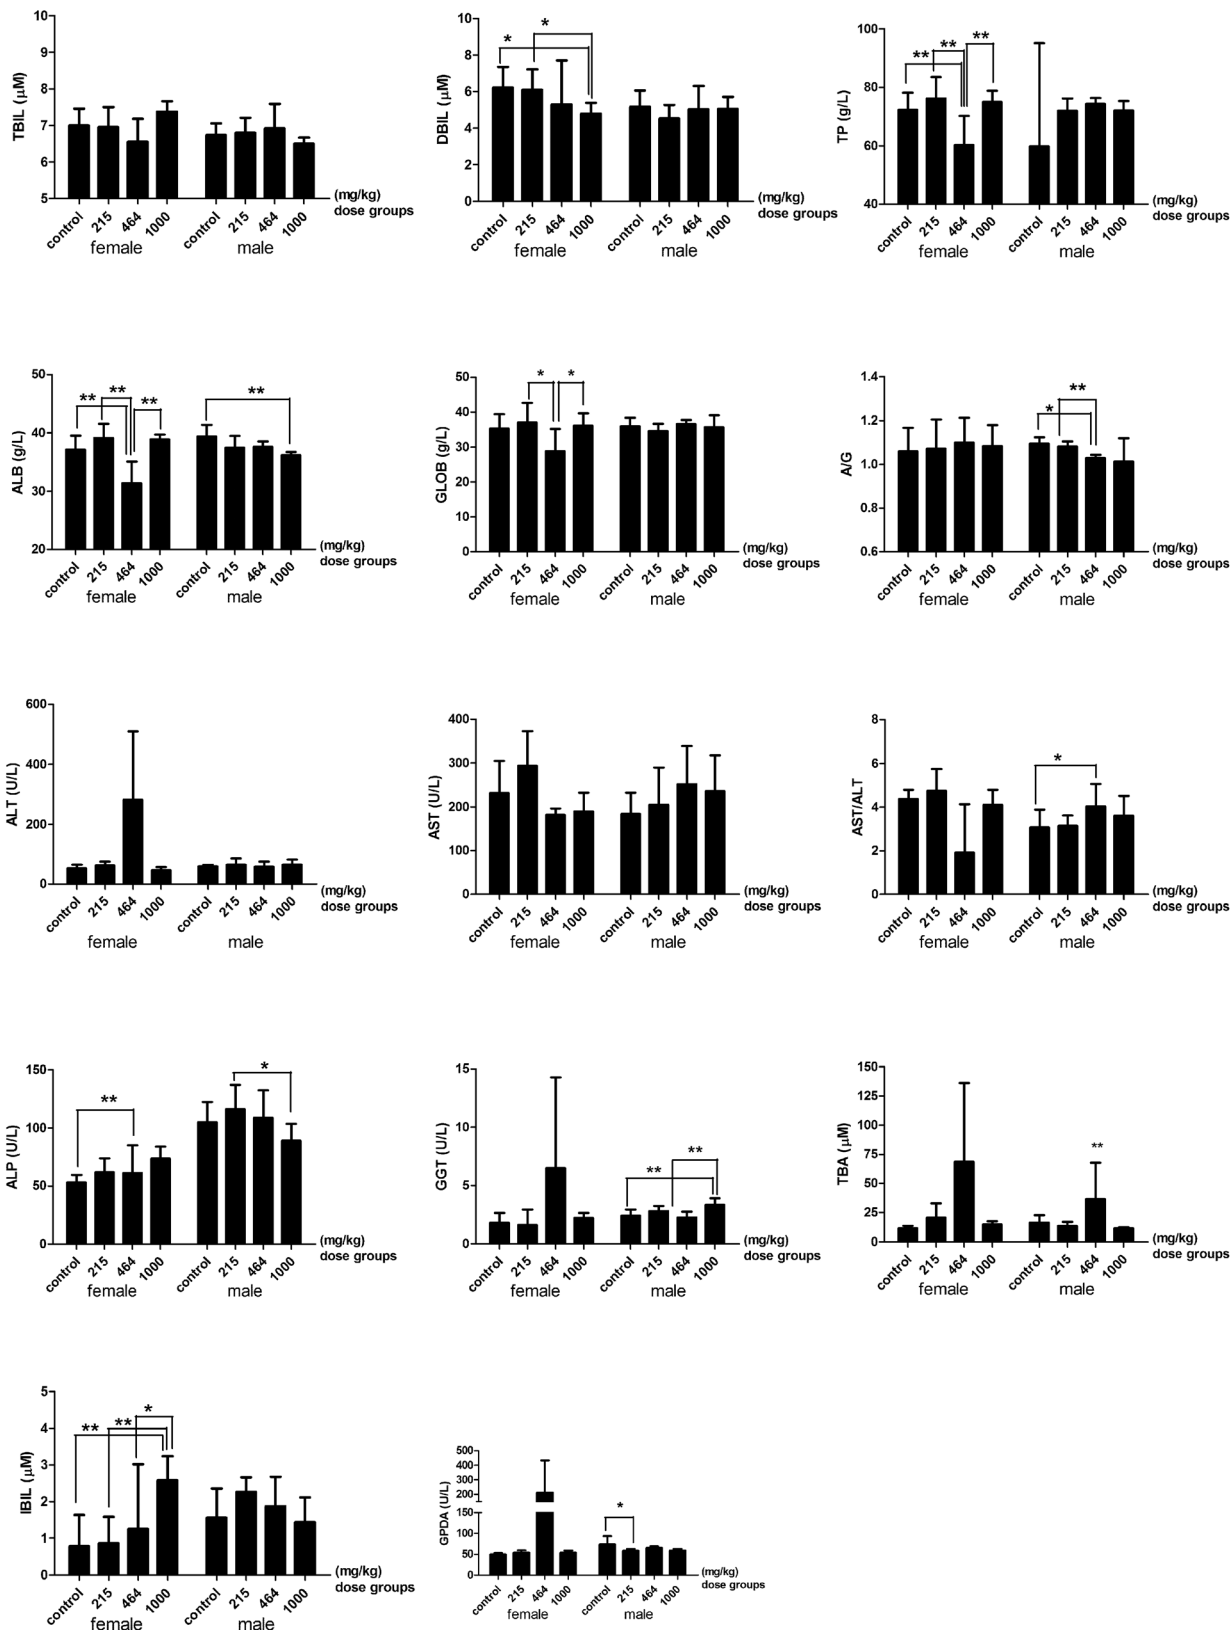 TBIL (μM)
10
9
8
7
6
5
control 215 464 1000 control 215 464 1000
female male
(mg/kg)
dose groups
DBIL (μM)
10
8
6
4
2
0
* *
control 215 464 1000 control 215 464 1000
female male
(mg/kg)
dose groups
TP (g/L)
100
80
60
40
** ** **
control 215 464 1000 control 215 464 1000
female male
(mg/kg)
dose groups
ALB (g/L)
50
40
30
20
** ** ** **
control 215 464 1000 control 215 464 1000
female male
(mg/kg)
dose groups
GLOB (g/L)
50
40
30
20
10
0
* *
control 215 464 1000 control 215 464 1000
female male
(mg/kg)
dose groups
A/G
1.4
1.2
1.0
0.8
0.6
* **
control 215 464 1000 control 215 464 1000
female male
(mg/kg)
dose groups
ALT (U/L)
600
400
200
0
control 215 464 1000 control 215 464 1000
female male
(mg/kg)
dose groups
AST (U/L)
400
300
200
100
0
control 215 464 1000 control 215 464 1000
female male
(mg/kg)
dose groups
AST/ALT
8
6
4
2
0
*
control 215 464 1000 control 215 464 1000
female male
(mg/kg)
dose groups
ALP (U/L)
150
100
50
0
** *
control 215 464 1000 control 215 464 1000
female male
(mg/kg)
dose groups
GGT (U/L)
15
10
5
0
** **
control 215 464 1000 control 215 464 1000
female male
(mg/kg)
dose groups
TBA (μM)
150
125
100
75
50
25
0
**
control 215 464 1000 control 215 464 1000
female male
(mg/kg)
dose groups
IBIL (μM)
5
4
3
2
1
0
** ** *
control 215 464 1000 control 215 464 1000
female male
(mg/kg)
dose groups
GPDA (U/L)
500
400
300
200
150
100
50
0
*
control 215 464 1000 control 215 464 1000
female male
(mg/kg)
dose groups